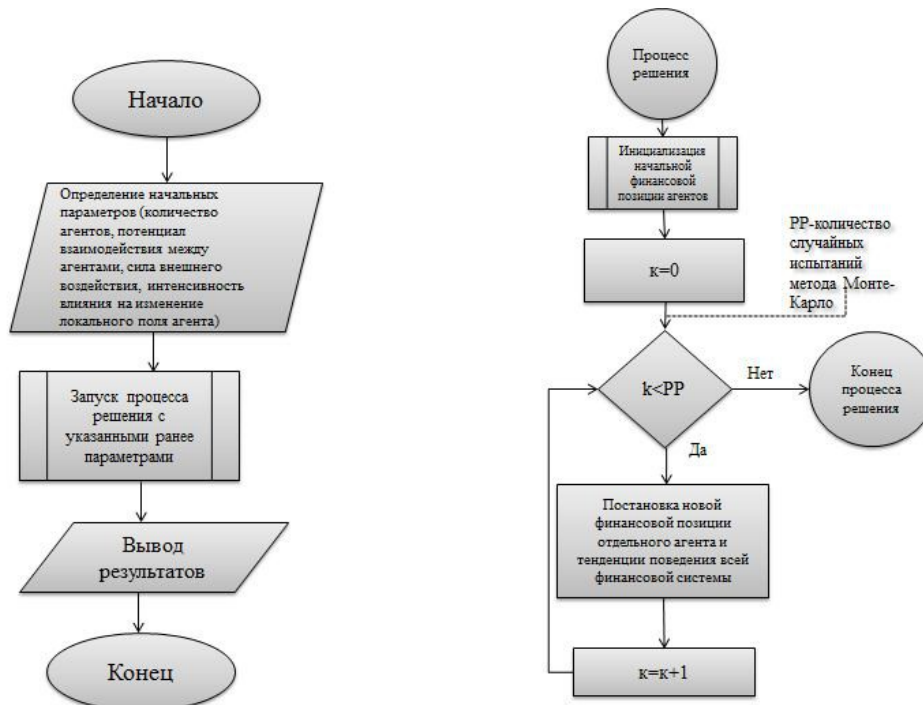 Начало
Определение начальных
параметров (количество
агентов, потенциал
взаимодействия между
агентами, сила внешнего
воздействия, интенсивность
влияния на изменение
локального поля агента)
Запуск процесса
решения с
указанными ранее
параметрами
Вывод
результатов
Конец
Процесс
решения
Инициализация
начальной
финансовой
позиции агентов
к=0
РР-количество
случайных
испытаний
метода Монте-
Карло
k<PP
Нет
Конец
процесса
решения
Да
Постановка новой
финансовой позиции
отдельного агента и
тенденции поведения всей
финансовой системы
к=к+1